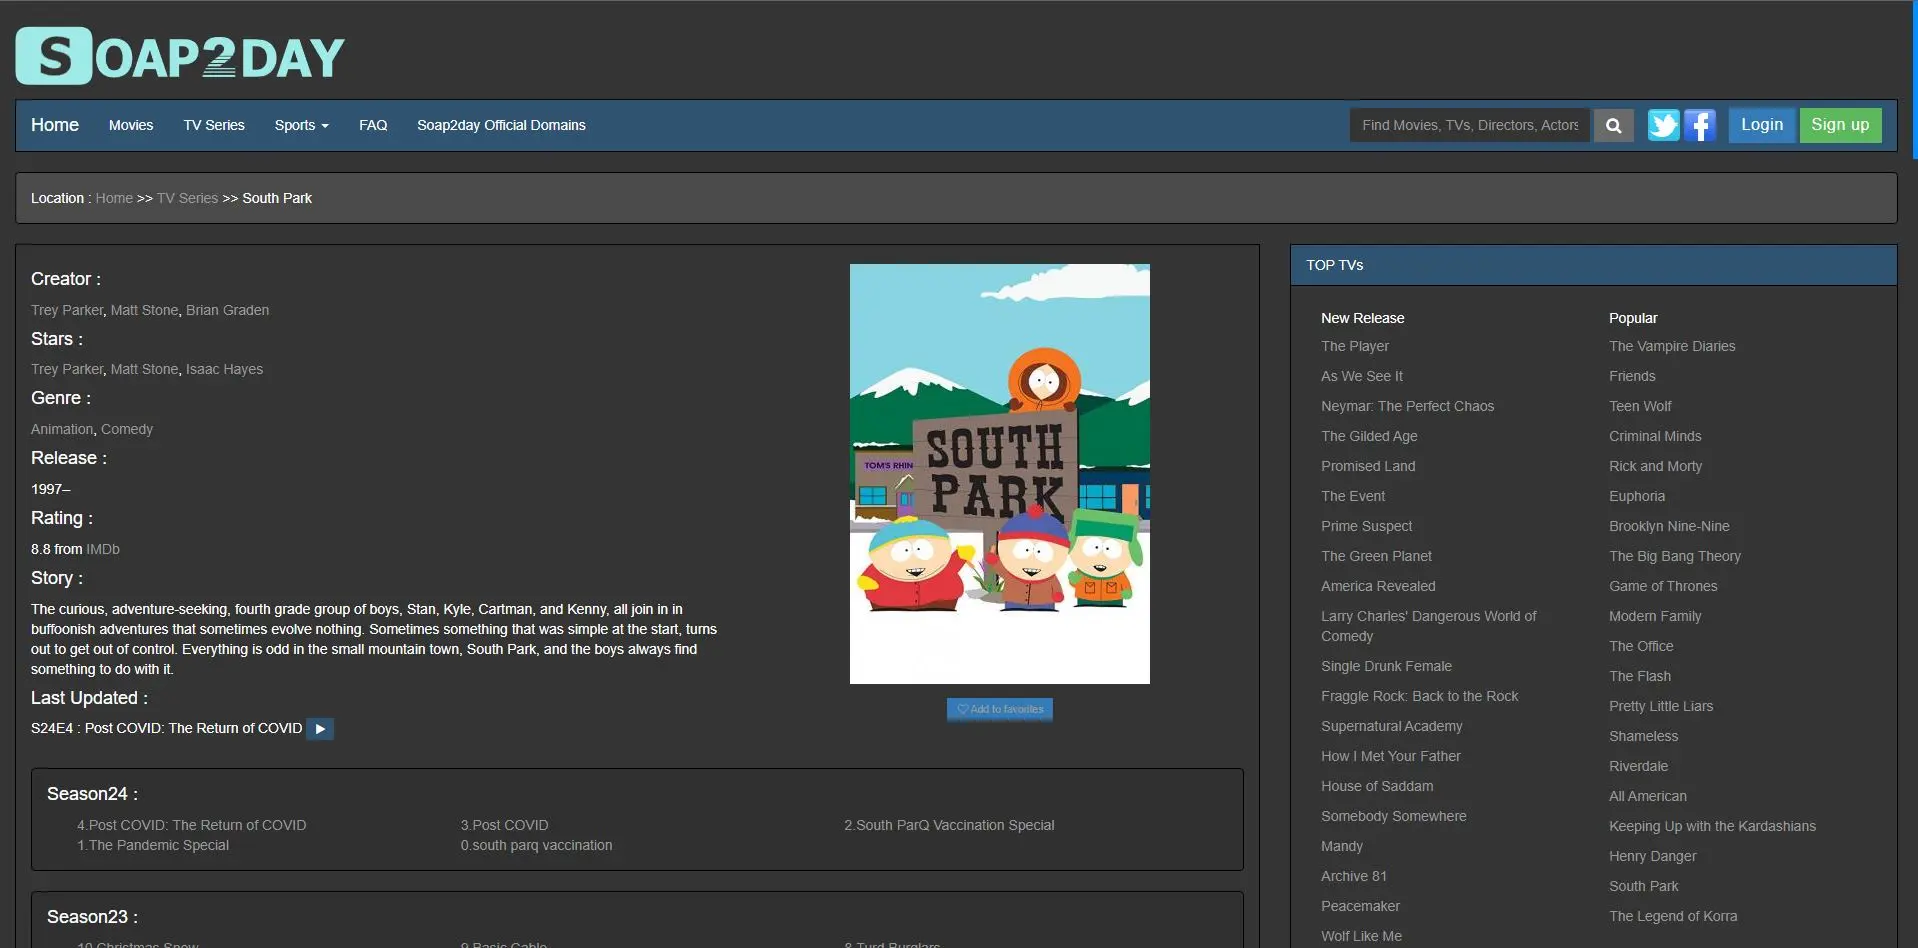 SOAP2DAY
Home Movies TV Series Sports FAQ Soap2day Official Domains
Find Movies, TVs, Directors, Actors
Login Sign up
Location : Home >> TV Series >> South Park
Creator :
Trey Parker, Matt Stone, Brian Graden
Stars :
Trey Parker, Matt Stone, Isaac Hayes
Genre :
Animation, Comedy
Release :
1997–
Rating :
8.8 from IMDb
Story :
The curious, adventure-seeking, fourth grade group of boys, Stan, Kyle, Cartman, and Kenny, all join in in
buffoonish adventures that sometimes evolve nothing. Sometimes something that was simple at the start, turns
out to get out of control. Everything is odd in the small mountain town, South Park, and the boys always find
something to do with it.
Last Updated :
S24E4 : Post COVID: The Return of COVID
TOM'S RHIN
SOUTH
PARK
Add to favorites
Season24 :
4.Post COVID: The Return of COVID 3.Post COVID 2.South ParQ Vaccination Special
1.The Pandemic Special 0.south parq vaccination
Season23 :
10.Christmas Snow 9.Basic Cable 8.Turd Burglars
TOP TVs
New Release
The Player
As We See It
Neymar: The Perfect Chaos
The Gilded Age
Promised Land
The Event
Prime Suspect
The Green Planet
America Revealed
Larry Charles' Dangerous World of
Comedy
Single Drunk Female
Fraggle Rock: Back to the Rock
Supernatural Academy
How I Met Your Father
House of Saddam
Somebody Somewhere
Mandy
Archive 81
Peacemaker
Wolf Like Me
Popular
The Vampire Diaries
Friends
Teen Wolf
Criminal Minds
Rick and Morty
Euphoria
Brooklyn Nine-Nine
The Big Bang Theory
Game of Thrones
Modern Family
The Office
The Flash
Pretty Little Liars
Shameless
Riverdale
All American
Keeping Up with the Kardashians
Henry Danger
South Park
The Legend of Korra